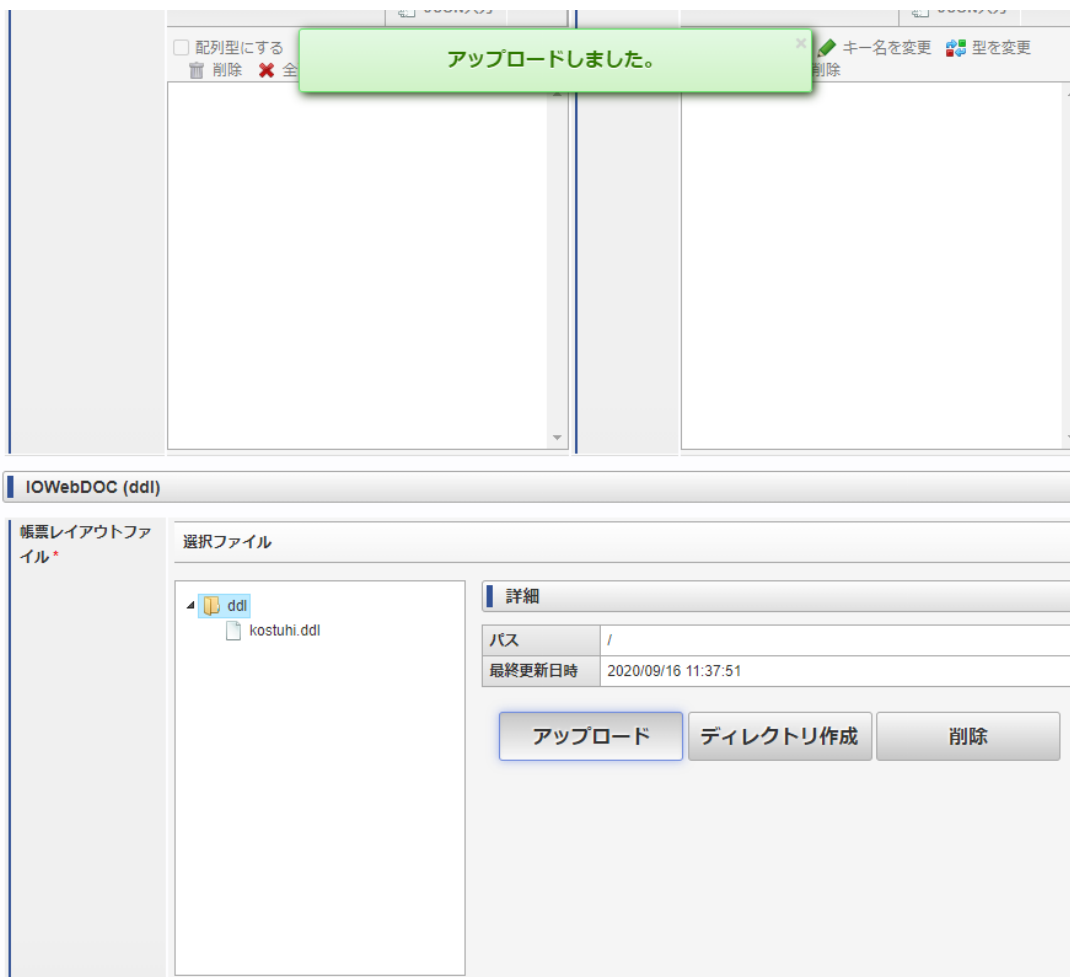 アップロードしました。
×
配列型にする
キー名を変更 型を変更
削除 全
削除
IOWebDOC (ddl)
帳票レイアウトファイル*
選択ファイル
ddl
kostuhi.ddl
詳細
パス /
最終更新日時 2020/09/16 11:37:51
アップロード ディレクトリ作成 削除